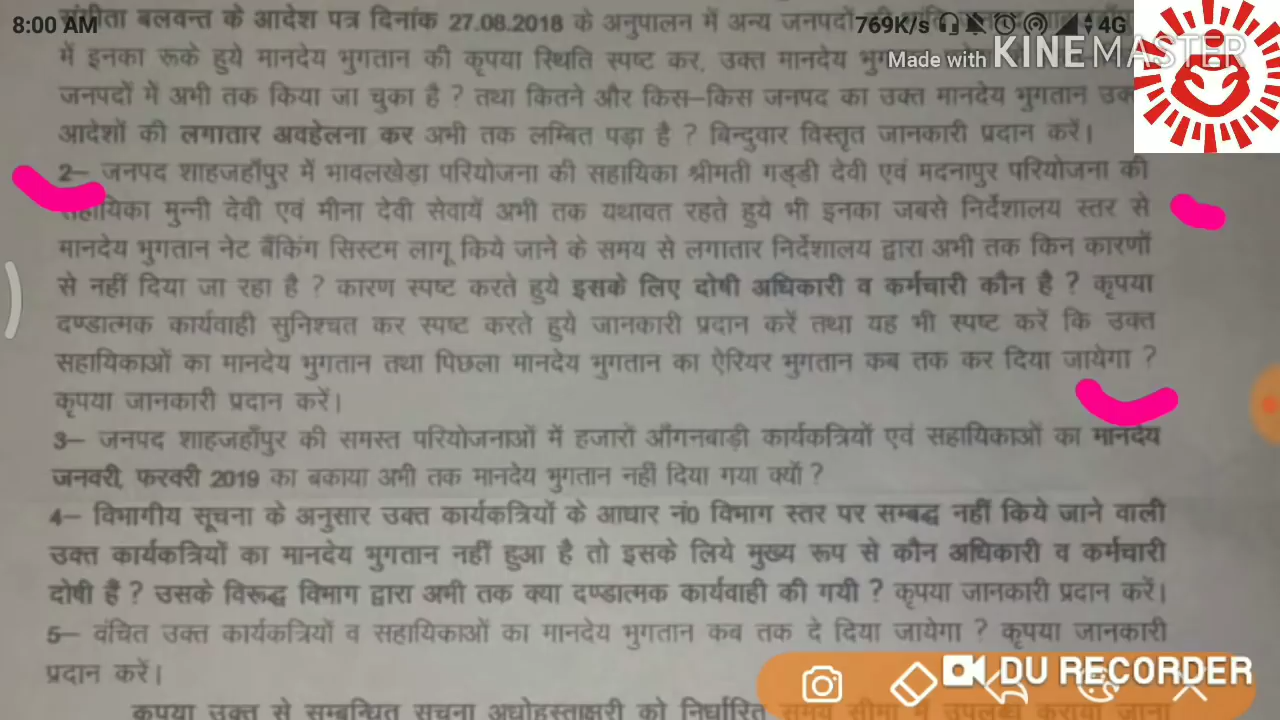 8:00 AM
769K/s
4G
Made with KINEMASTER
बलवन्त के आदेश पत्र दिनांक 27.08.2018 के अनुपालन में अन्य जनपदों
में इनका रूके हुये मानदेय भुगतान की कृपया स्थिति स्पष्ट कर, उक्त मानदेय
जनपदों में अभी तक किया जा चुका है ? तथा कितने और किस-किस जनपद का उक्त मानदेय भुगतान
आदेशों की लगातार अवहेलना कर अभी तक लम्बित पड़ा है ? बिन्दुवार विस्तृत जानकारी प्रदान करें।
2– जनपद शाहजहाँपुर में भावलखेड़ा परियोजना की सहायिका श्रीमती गड्डी देवी एवं मदनापुर परियोजना की
सहायिका मुन्नी देवी एवं मीना देवी सेवायें अभी तक यथावत रहते हुये भी इनका जबसे निर्देशालय स्तर से
मानदेय भुगतान नेट बैंकिंग सिस्टम लागू किये जाने के समय से लगातार निर्देशालय द्वारा अभी तक किन कारणों
से नहीं दिया जा रहा है ? कारण स्पष्ट करते हुये इसके लिए दोषी अधिकारी व कर्मचारी कौन है ? कृपया
दण्डात्मक कार्यवाही सुनिश्चत कर स्पष्ट करते हुये जानकारी प्रदान करें तथा यह भी स्पष्ट करें कि उक्त
सहायिकाओं का मानदेय भुगतान तथा पिछला मानदेय भुगतान का ऐरियर भुगतान कब तक कर दिया जायेगा ?
कृपया जानकारी प्रदान करें।
3– जनपद शाहजहाँपुर की समस्त परियोजनाओं में हजारों आँगनबाड़ी कार्यकत्रियों एवं सहायिकाओं का मानदेय
जनवरी, फरवरी 2019 का बकाया अभी तक मानदेय भुगतान नहीं दिया गया क्यों ?
4– विभागीय सूचना के अनुसार उक्त कार्यकत्रियों के आधार नं0 विभाग स्तर पर सम्बद्ध नहीं किये जाने वाली
उक्त कार्यकत्रियों का मानदेय भुगतान नहीं हुआ है तो इसके लिये मुख्य रूप से कौन अधिकारी व कर्मचारी
दोषी हैं ? उसके विरूद्ध विभाग द्वारा अभी तक क्या दण्डात्मक कार्यवाही की गयी ? कृपया जानकारी प्रदान करें।
5– वंचित उक्त कार्यकत्रियों व सहायिकाओं का मानदेय भुगतान कब तक दे दिया जायेगा ? कृपया जानकारी
प्रदान करें।
DU RECORDER
कृपया उक्त से सम्बन्धित सूचना अधोहस्ताक्षरी को निर्धारित समय सीमा में उपलब्ध कराया जाना